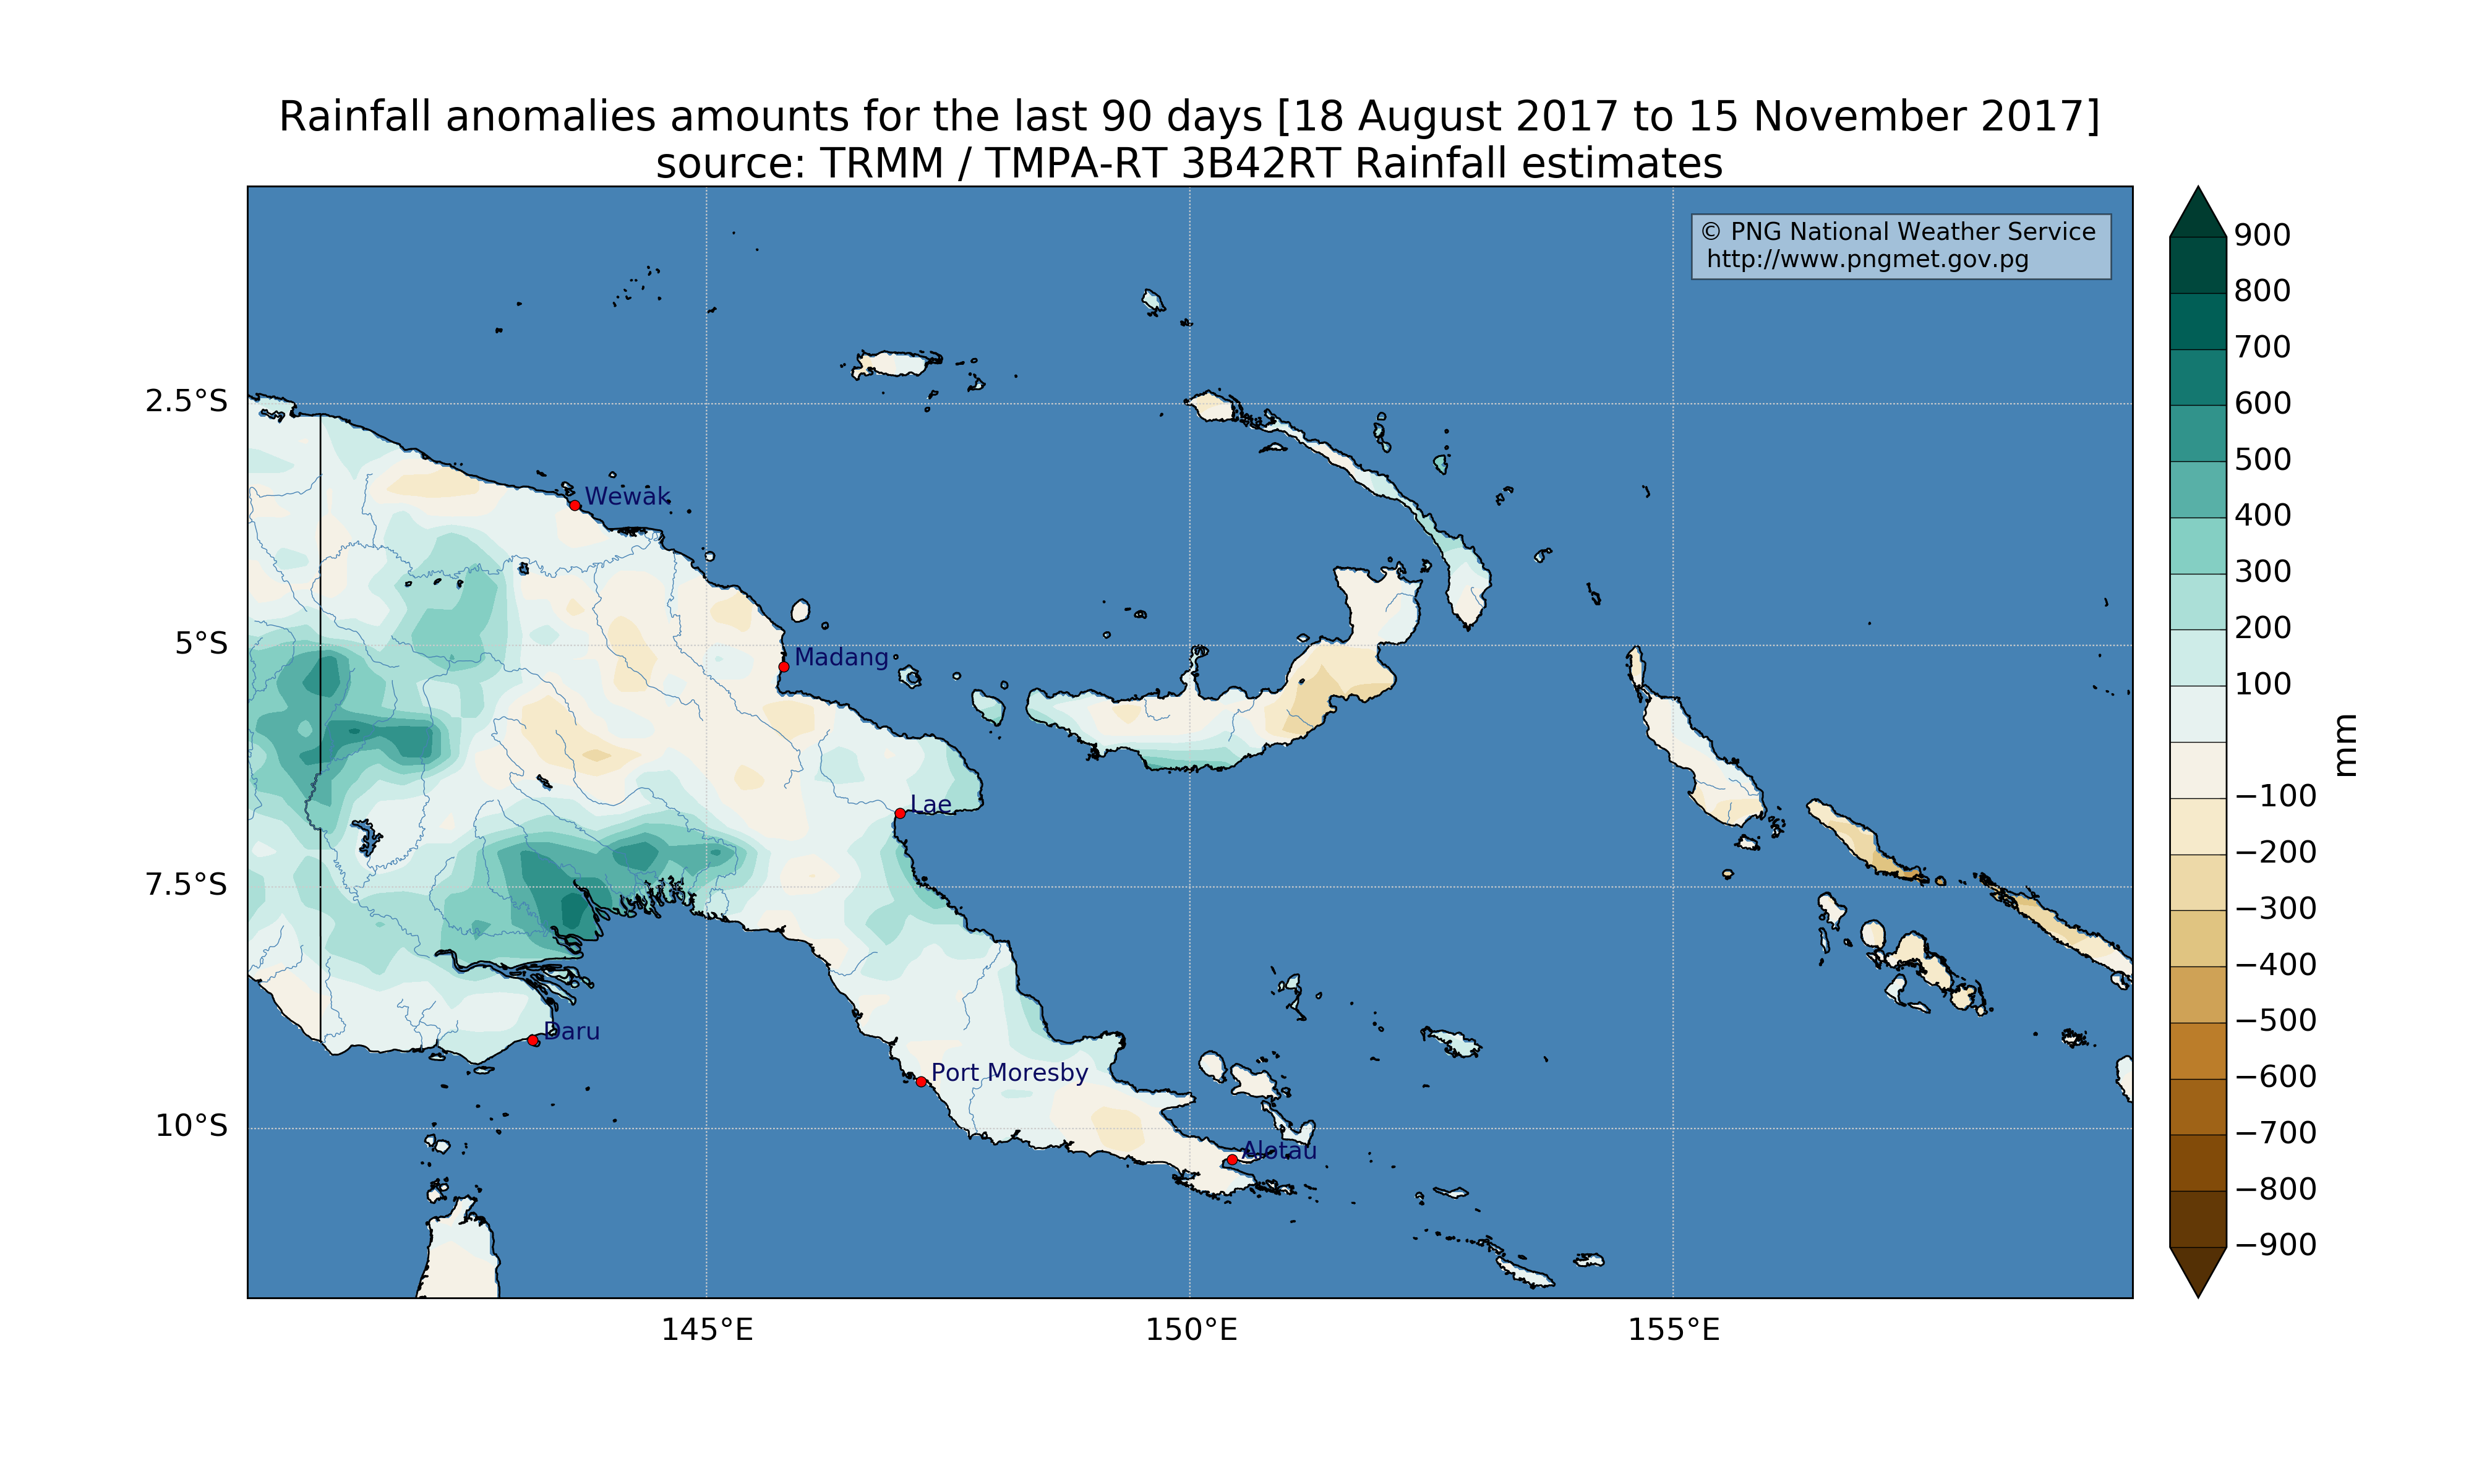 Rainfall anomalies amounts for the last 90 days [18 August 2017 to 15 November 2017]
source: TRMM / TMPA-RT 3B42RT Rainfall estimates
© PNG National Weather Service
http://www.pngmet.gov.pg
2.5°S
5°S
7.5°S
10°S
Wewak
Madang
Lae
Daru
Port Moresby
Alotau
145°E
150°E
155°E
900
800
700
600
500
400
300
200
100
−100
−200
−300
−400
−500
−600
−700
−800
−900
mm